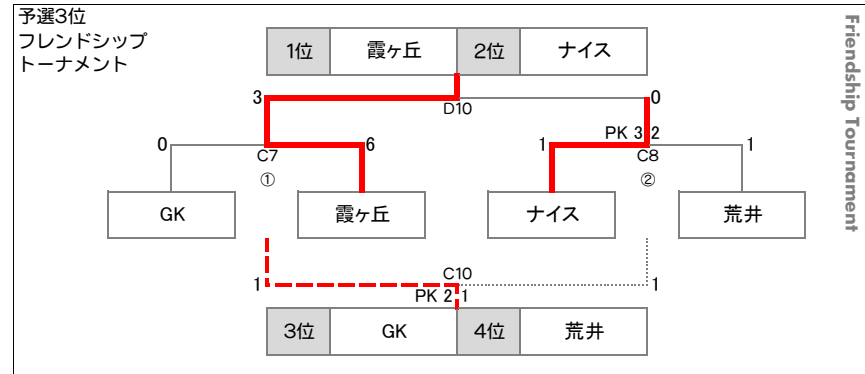 予選3位
フレンドシップ
トーナメント
Friendship Tournament
1位 霞ヶ丘 2位 ナイス
3 D10 0
0 C7 6 1 PK 3 2 C8 1
① ②
GK 霞ヶ丘 ナイス 荒井
C10
1 PK 2 1 1
3位 GK 4位 荒井